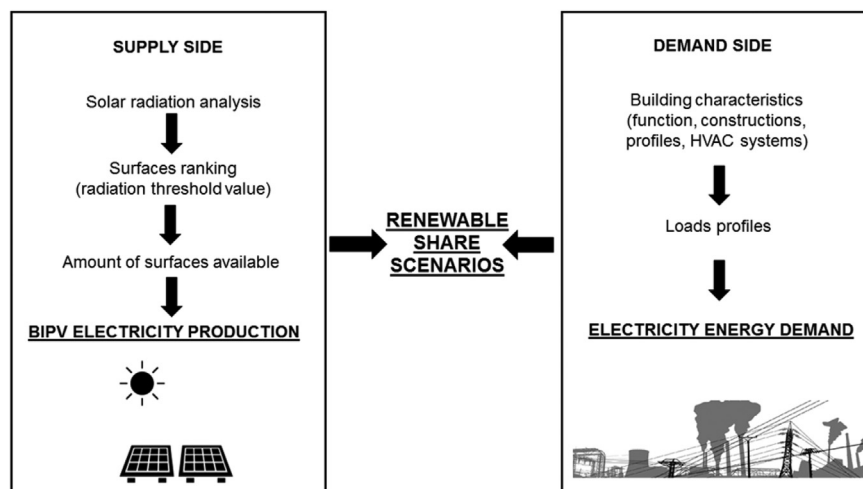 SUPPLY SIDE
Solar radiation analysis
Surfaces ranking
(radiation threshold value)
Amount of surfaces available
BIPV ELECTRICITY PRODUCTION
RENEWABLE
SHARE
SCENARIOS
DEMAND SIDE
Building characteristics
(function, constructions,
profiles, HVAC systems)
Loads profiles
ELECTRICITY ENERGY DEMAND